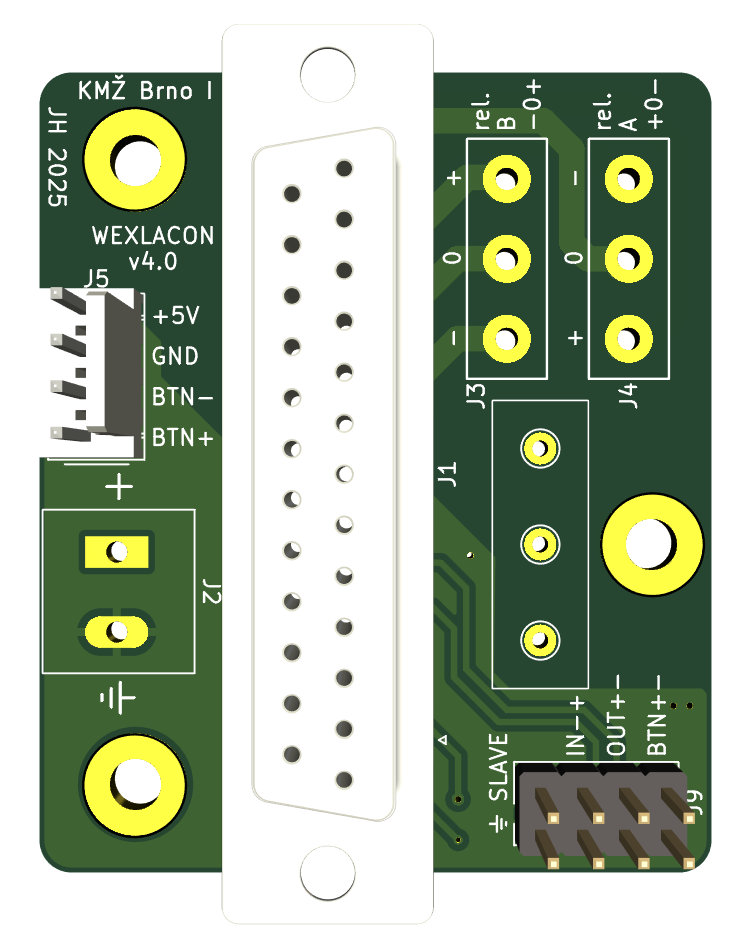 KMŽ Brno I
JH 2025
WEXLACON
v4.0
J5
+5V
GND
BTN-
BTN+
+
J2
rel.
B
-0+
rel.
A
+0-
+
0
-
-
0
+
J3
J4
J1
SLAVE
IN-+
OUT+-
BTN+-
J9